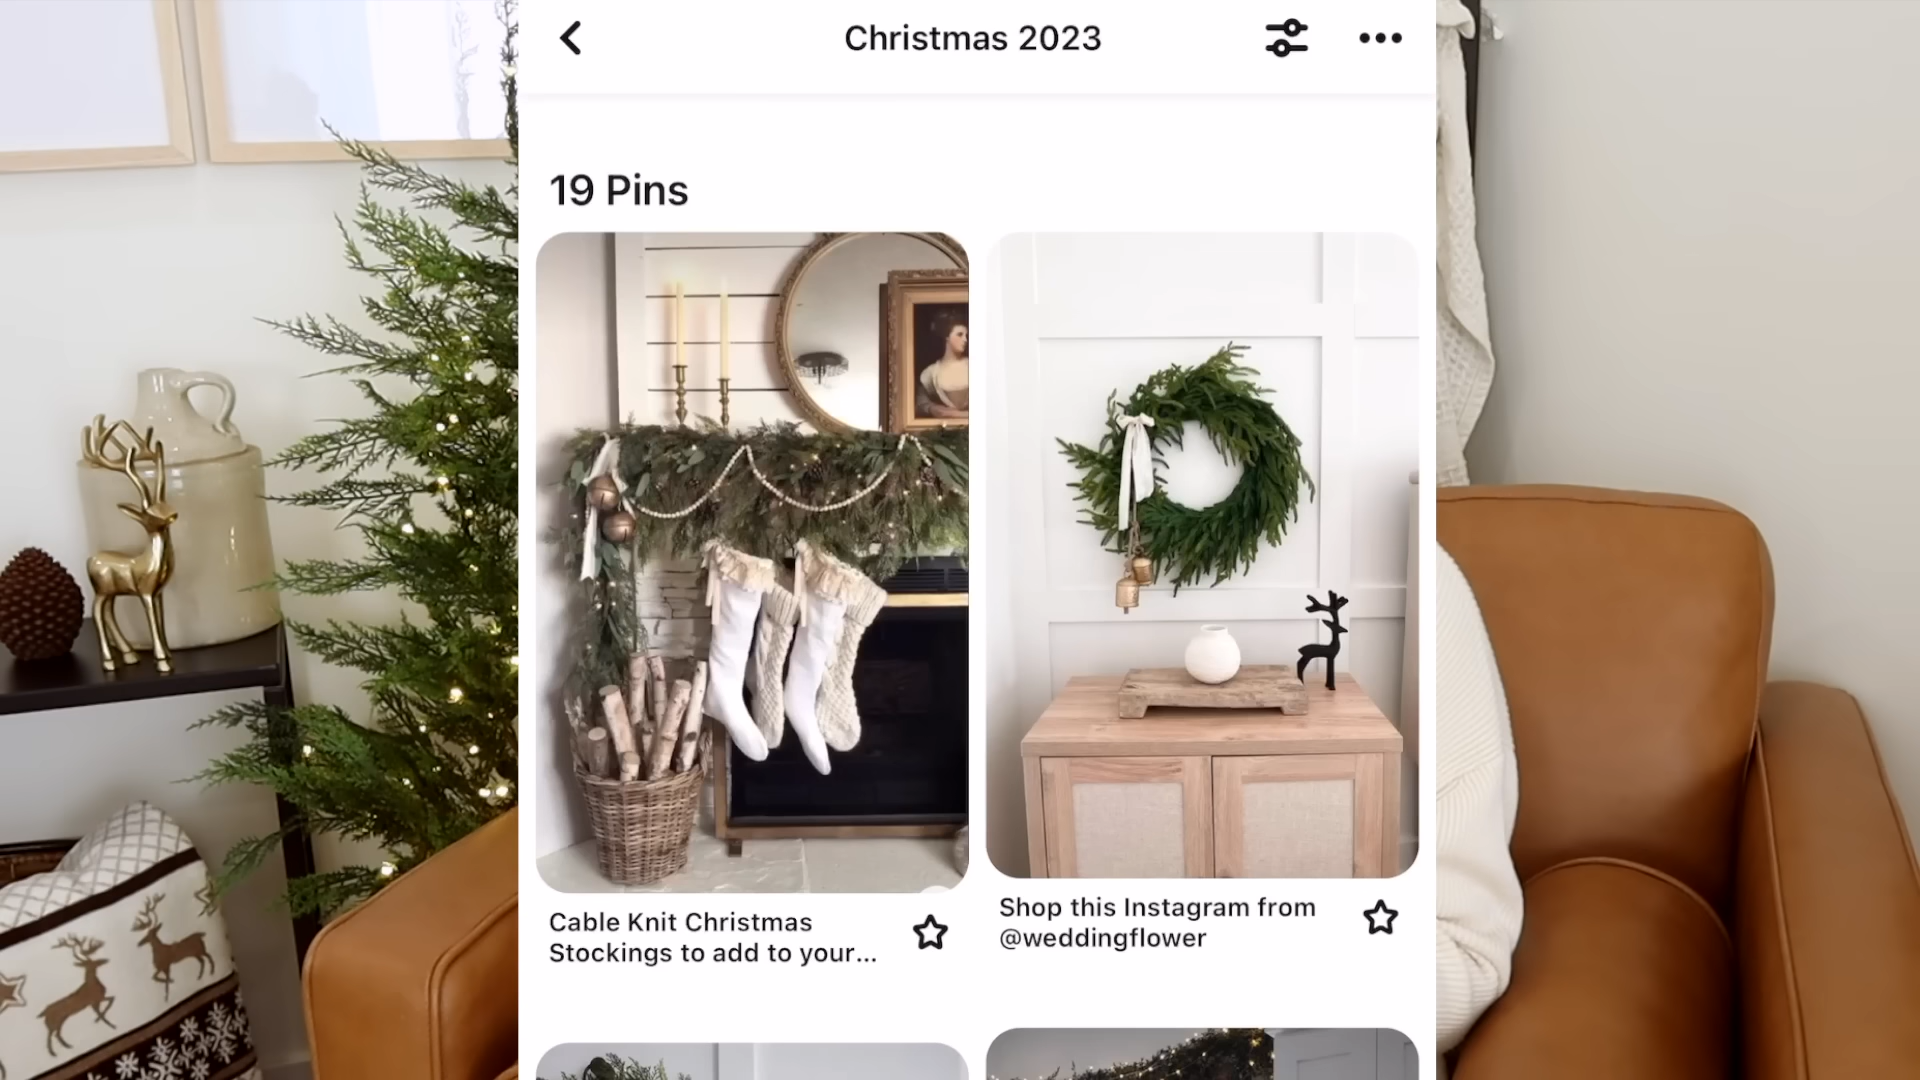 Christmas 2023
19 Pins
Cable Knit Christmas
Stockings to add to your...
Shop this Instagram from
@weddingflower